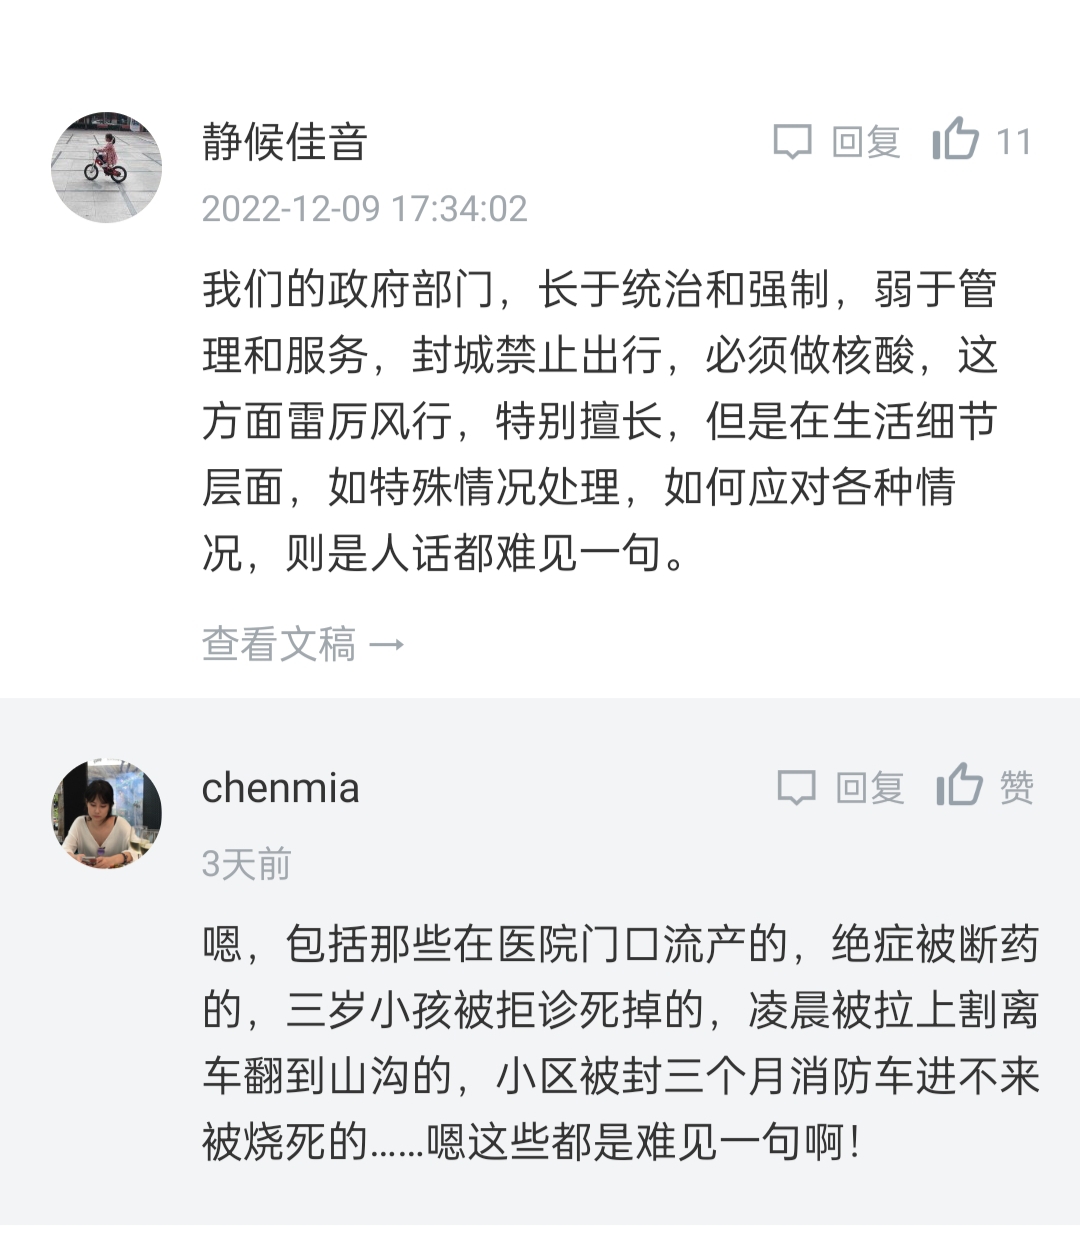 静候佳音
回复 11
2022-12-09 17:34:02
我们的政府部门，长于统治和强制，弱于管
理和服务，封城禁止出行，必须做核酸，这
方面雷厉风行，特别擅长，但是在生活细节
层面，如特殊情况处理，如何应对各种情
况，则是人话都难见一句。
查看文稿 →
chenmia
回复 赞
3天前
嗯，包括那些在医院门口流产的，绝症被断药
的，三岁小孩被拒诊死掉的，凌晨被拉上割离
车翻到山沟的，小区被封三个月消防车进不来
被烧死的……嗯这些都是难见一句啊！